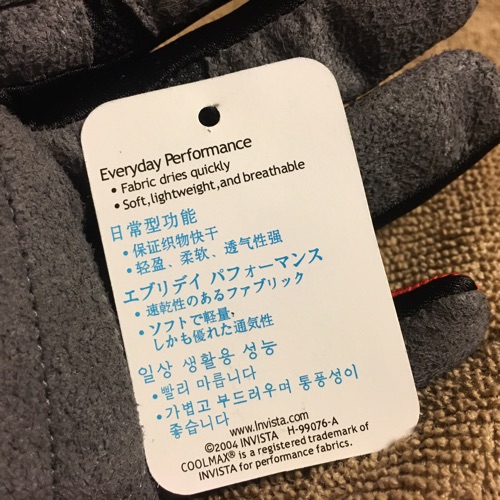 Everyday Performance
• Fabric dries quickly
• Soft,lightweight,and breathable
日常型功能
• 保证织物快干
• 轻盈、柔软、透气性强
エブリデイ パフォーマンス
• 速乾性のあるファブリック
• ソフトで軽量,
しかも優れた通気性
일상 생활용 성능
• 빨리 마릅니다
• 가볍고 부드러우며 통풍성이
좋습니다
www.Invista.com
©2004 INVISTA H-99076-A
COOLMAX® is a registered trademark of
INVISTA for performance fabrics.